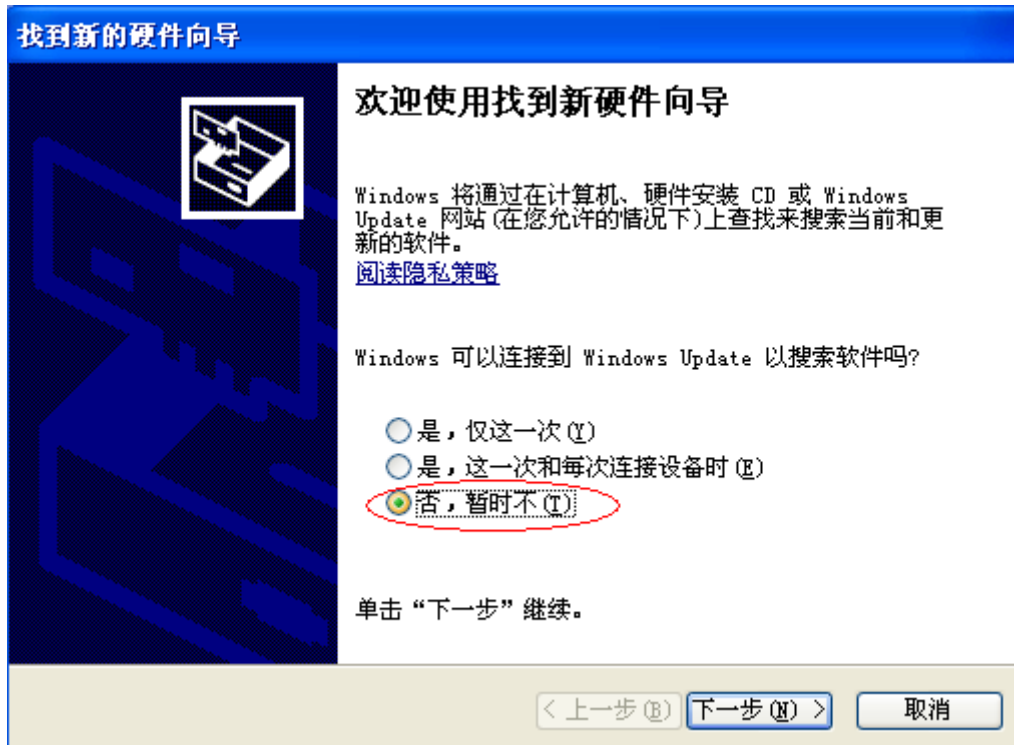 找到新的硬件向导
欢迎使用找到新硬件向导
Windows 将通过在计算机、硬件安装 CD 或 Windows
Update 网站(在您允许的情况下)上查找来搜索当前和更
新的软件。
阅读隐私策略
Windows 可以连接到 Windows Update 以搜索软件吗?
是，仅这一次(Y)
是，这一次和每次连接设备时(E)
否，暂时不(T)
单击“下一步”继续。
< 上一步(B) 下一步(N) > 取消